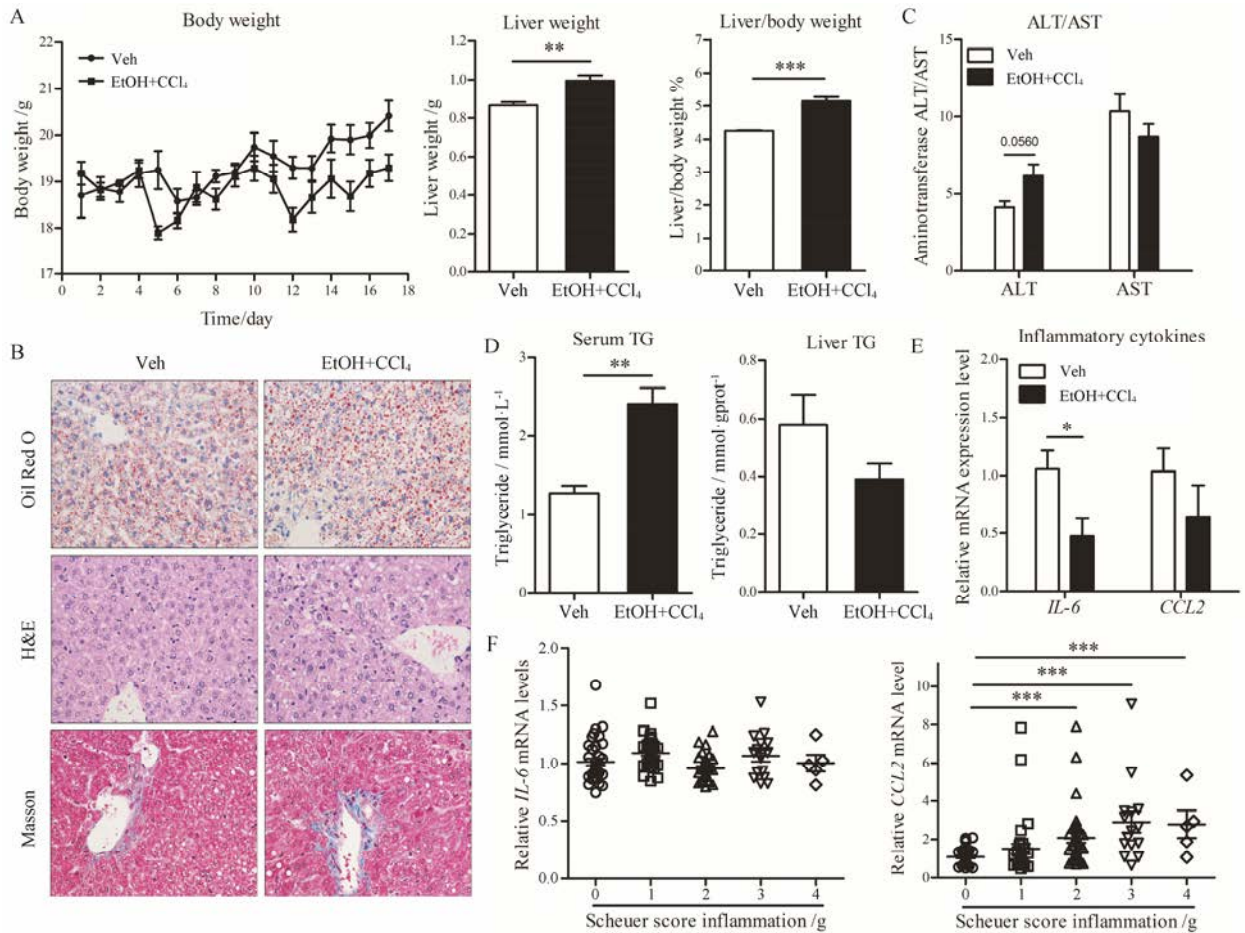 A
Body weight
Body weight /g
22
21
20
19
18
17
Veh
EtOH+CCl₄
0 2 4 6 8 10 12 14 16 18
Time/day
Liver weight
Liver weight /g
1.2
1.0
0.8
0.6
0.4
0.2
0.0
**
Veh EtOH+CCl₄
Liver/body weight
Liver/body weight %
7
6
5
4
3
2
1
0
***
Veh EtOH+CCl₄
C
ALT/AST
Aminotransferase ALT/AST
15
10
5
0
Veh
EtOH+CCl₄
0.0560
ALT AST
B
Veh EtOH+CCl₄
Oil Red O
H&E
Masson
D
Serum TG
Triglyceride / mmol·L⁻¹
3
2
1
0
**
Veh EtOH+CCl₄
Liver TG
Triglyceride / mmol·gprot⁻¹
0.8
0.6
0.4
0.2
0.0
Veh EtOH+CCl₄
E
Inflammatory cytokines
Relative mRNA expression level
2.0
1.5
1.0
0.5
0.0
Veh
EtOH+CCl₄
*
IL-6 CCL2
F
Relative IL-6 mRNA levels
2.0
1.5
1.0
0.5
0.0
0 1 2 3 4
Scheuer score inflammation /g
Relative CCL2 mRNA level
10
8
6
4
2
0
***
***
***
0 1 2 3 4
Scheuer score inflammation /g